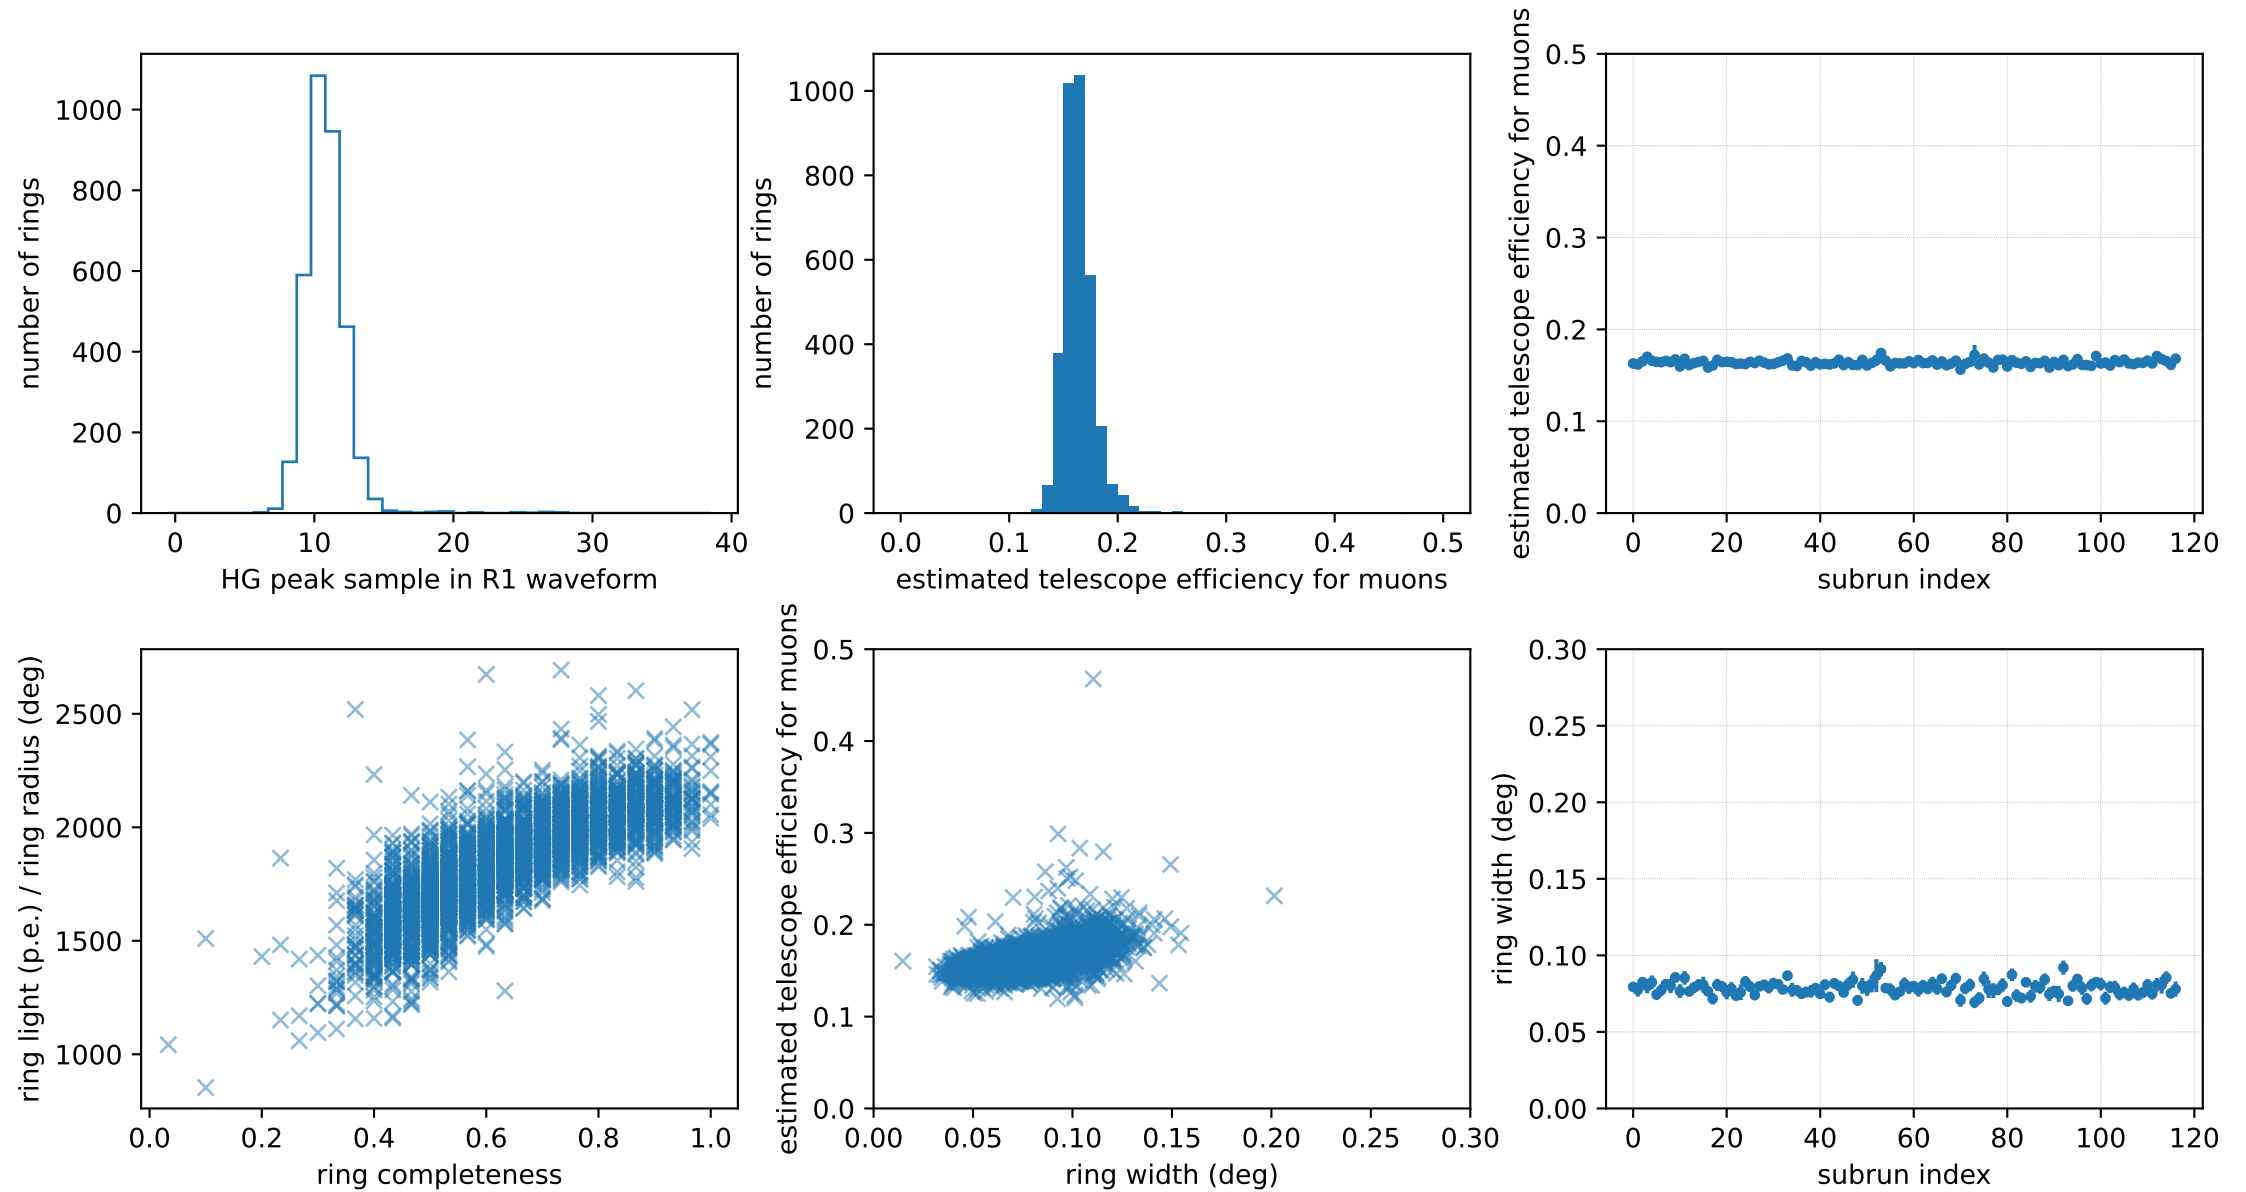 number of rings
1000
800
600
400
200
0
0 10 20 30 40
HG peak sample in R1 waveform
number of rings
1000
800
600
400
200
0
0.0 0.1 0.2 0.3 0.4 0.5
estimated telescope efficiency for muons
estimated telescope efficiency for muons
0.5
0.4
0.3
0.2
0.1
0.0
0 20 40 60 80 100 120
subrun index
ring light (p.e.) / ring radius (deg)
2500
2000
1500
1000
0.0 0.2 0.4 0.6 0.8 1.0
ring completeness
estimated telescope efficiency for muons
0.5
0.4
0.3
0.2
0.1
0.0
0.00 0.05 0.10 0.15 0.20 0.25 0.30
ring width (deg)
ring width (deg)
0.30
0.25
0.20
0.15
0.10
0.05
0.00
0 20 40 60 80 100 120
subrun index